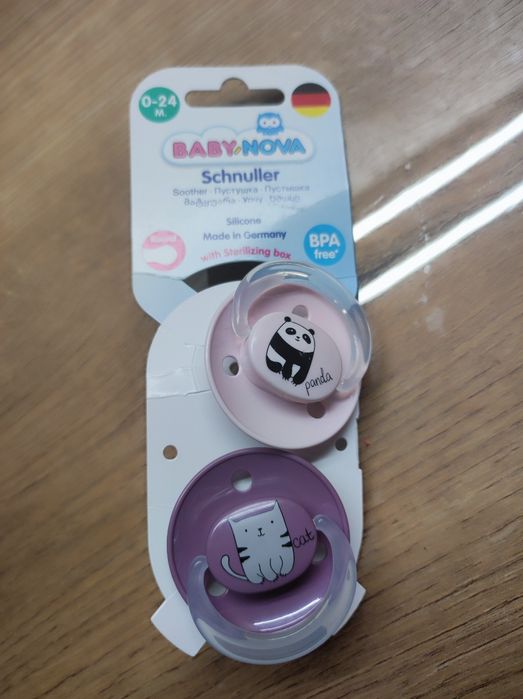 0-24
M.
BABY-NOVA
Schnuller
Soother · Пустушка · Пустышка
Silicone
Made in Germany
with Sterilizing box
BPA
free*
panda
cat